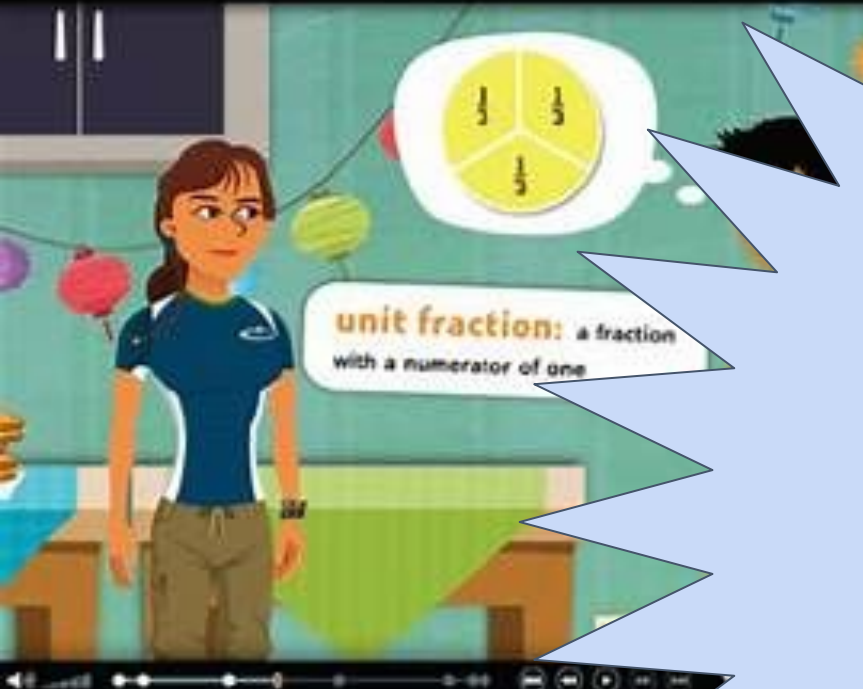 1/3
1/3
1/3
unit fraction: a fraction
with a numerator of one